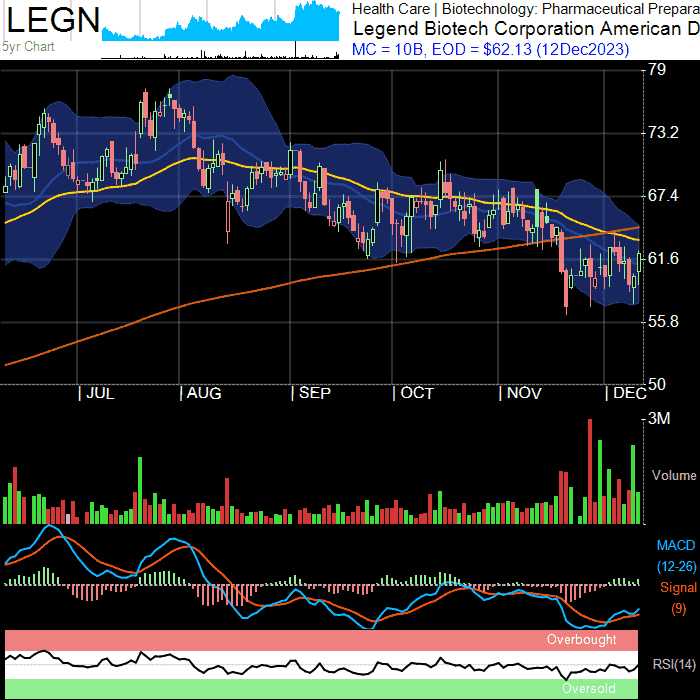 LEGN
5yr Chart
Health Care | Biotechnology: Pharmaceutical Prepara
Legend Biotech Corporation American D
MC = 10B, EOD = $62.13 (12Dec2023)
79
73.2
67.4
61.6
55.8
50
| JUL | AUG | SEP | OCT | NOV | DEC
3M
Volume
MACD
(12-26)
Signal
(9)
Overbought
RSI(14)
Oversold